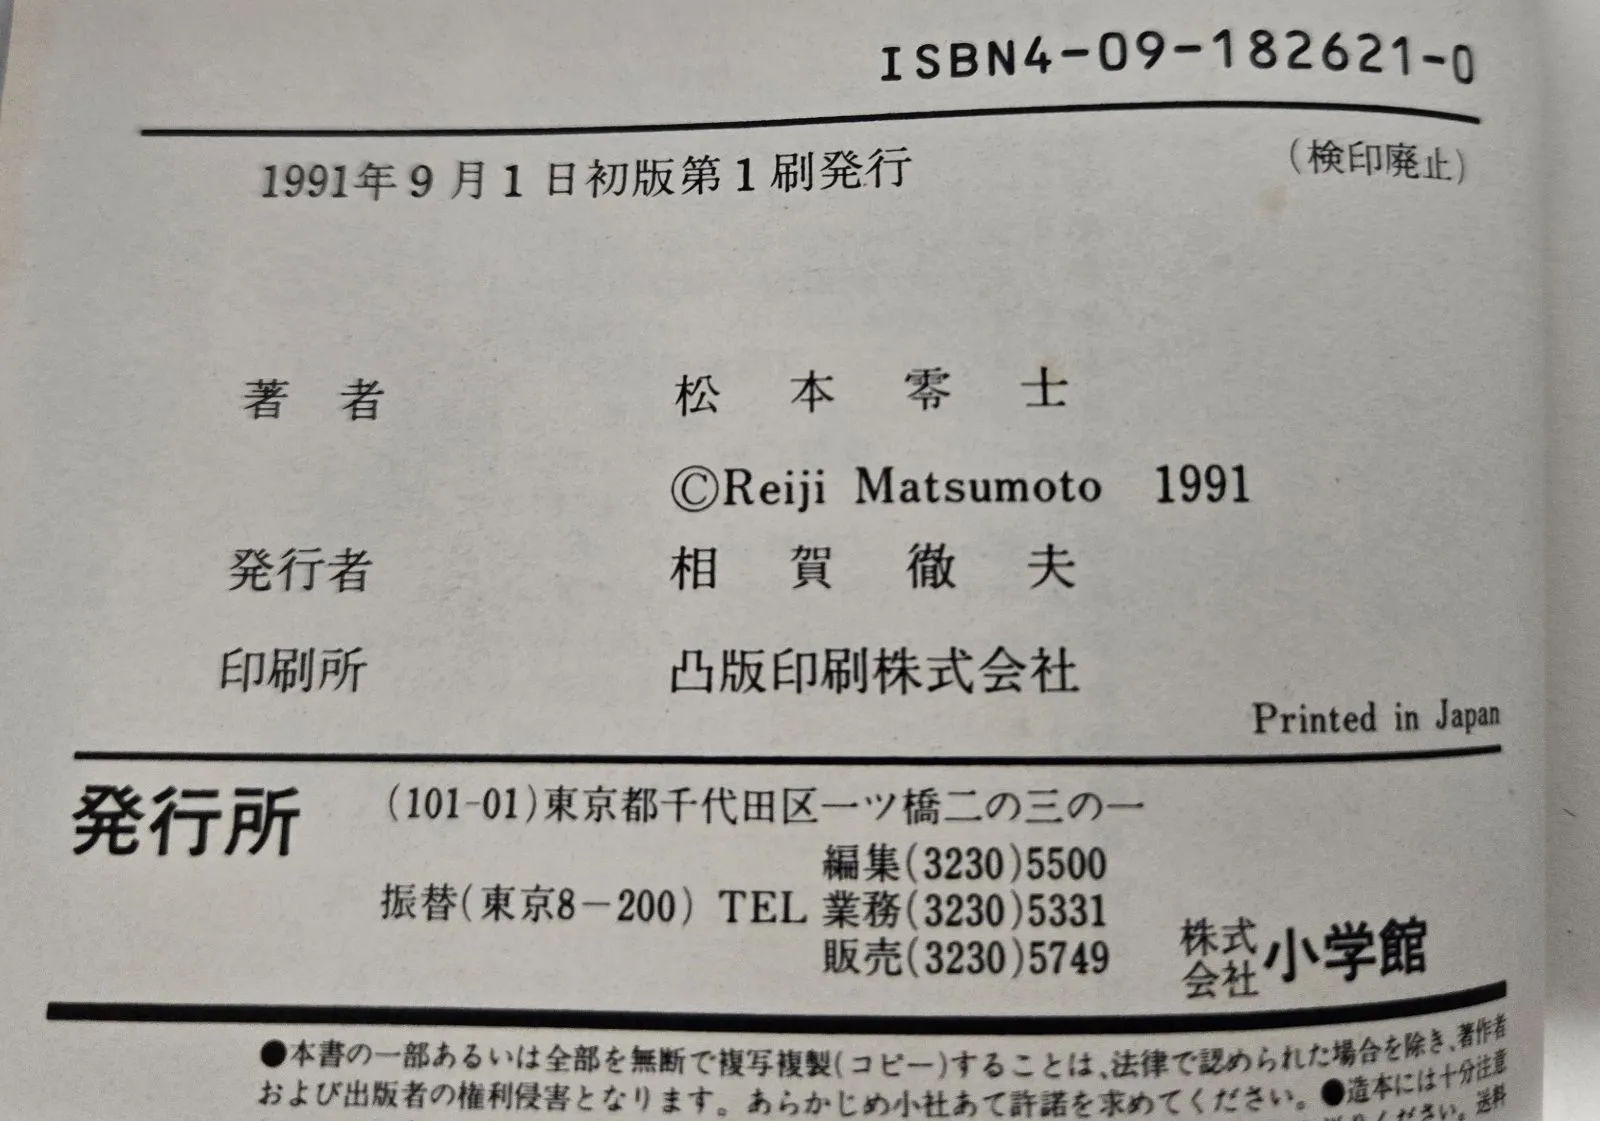 ISBN4-09-182621-0
1991年9月1日初版第1刷発行
(検印廃止)
著者 松本零士
©Reiji Matsumoto 1991
発行者 相賀徹夫
印刷所 凸版印刷株式会社
Printed in Japan
発行所 (101-01)東京都千代田区一ツ橋二の三の一
編集(3230)5500
振替(東京8-200) TEL 業務(3230)5331
販売(3230)5749
株式会社 小学館
●本書の一部あるいは全部を無断で複写複製(コピー)することは、法律で認められた場合を除き、著作者
および出版者の権利侵害となります。あらかじめ小社あて許諾を求めてください。●造本には十分注意
ください。送料